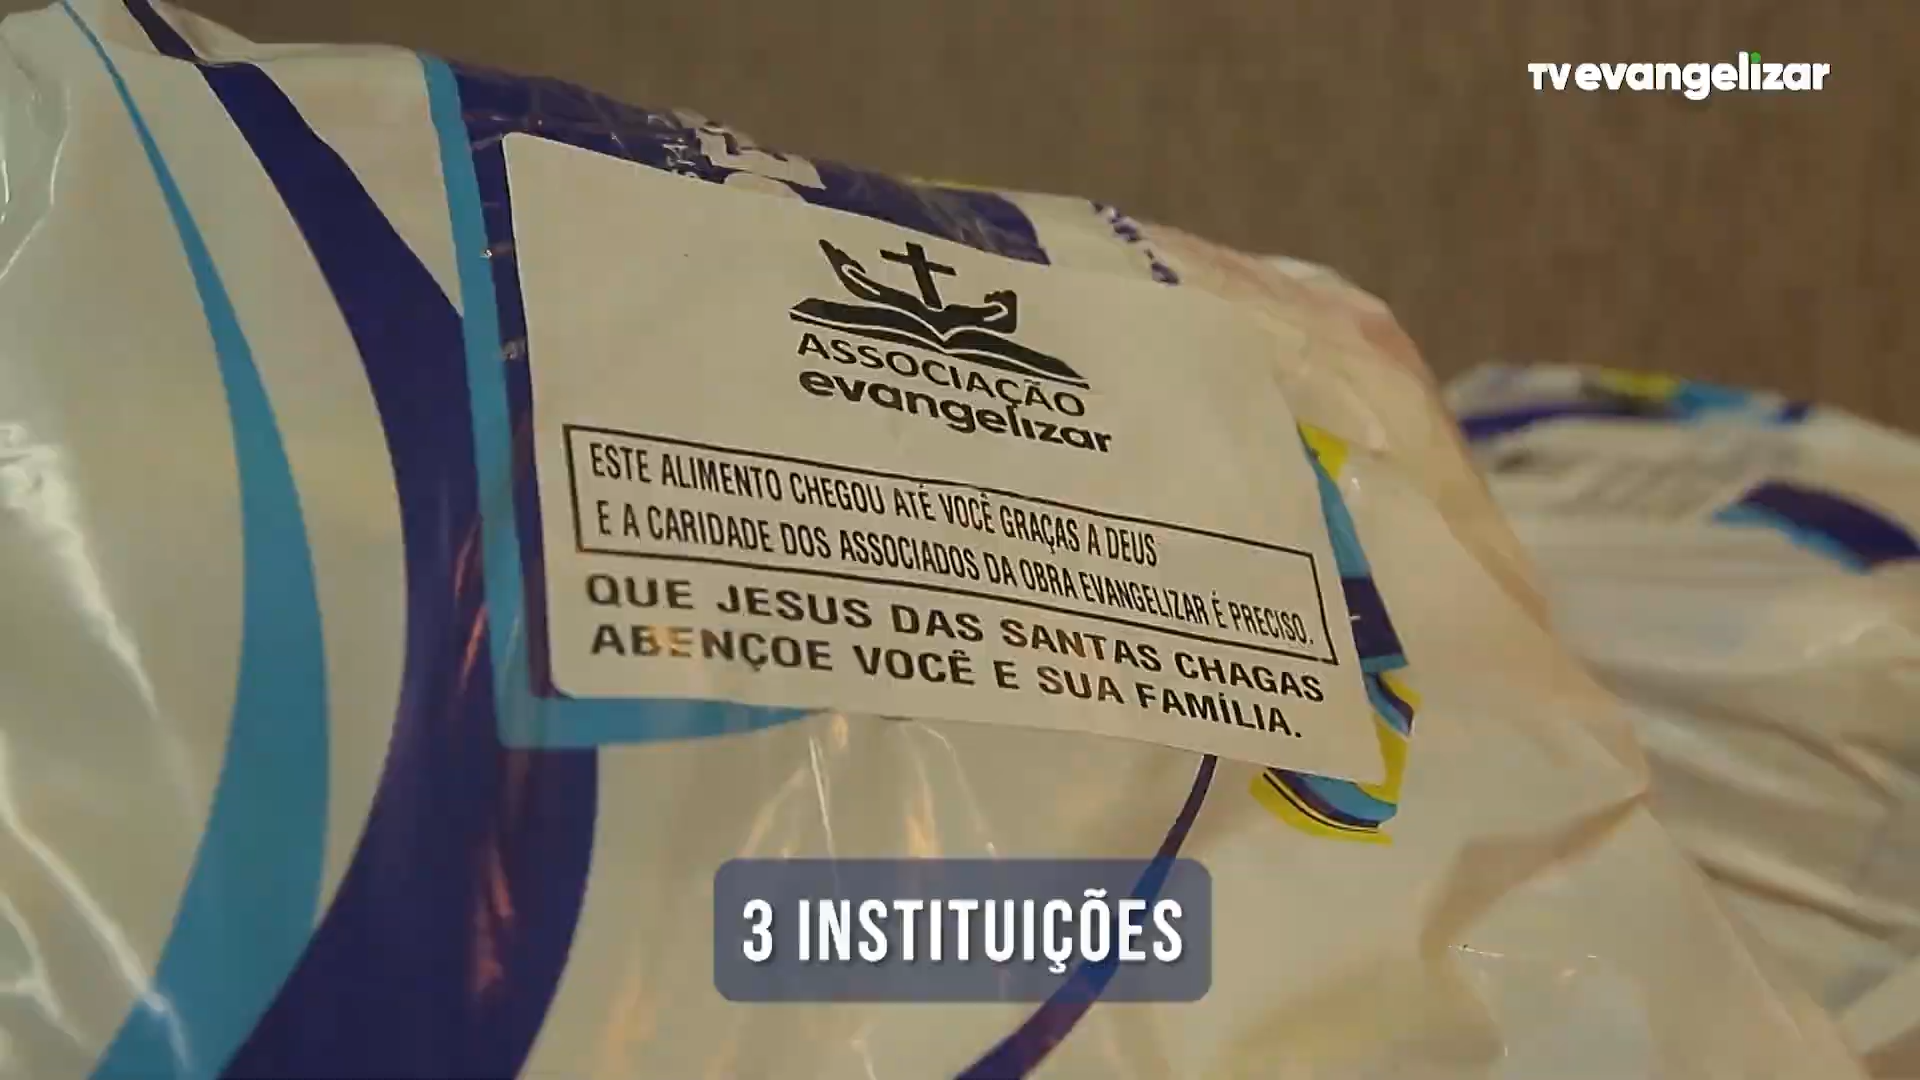 TV evangelizar
ASSOCIAÇÃO
evangelizar
ESTE ALIMENTO CHEGOU ATÉ VOCÊ GRAÇAS A DEUS
E A CARIDADE DOS ASSOCIADOS DA OBRA EVANGELIZAR É PRECISO.
QUE JESUS DAS SANTAS CHAGAS
ABENÇOE VOCÊ E SUA FAMÍLIA.
3 INSTITUIÇÕES